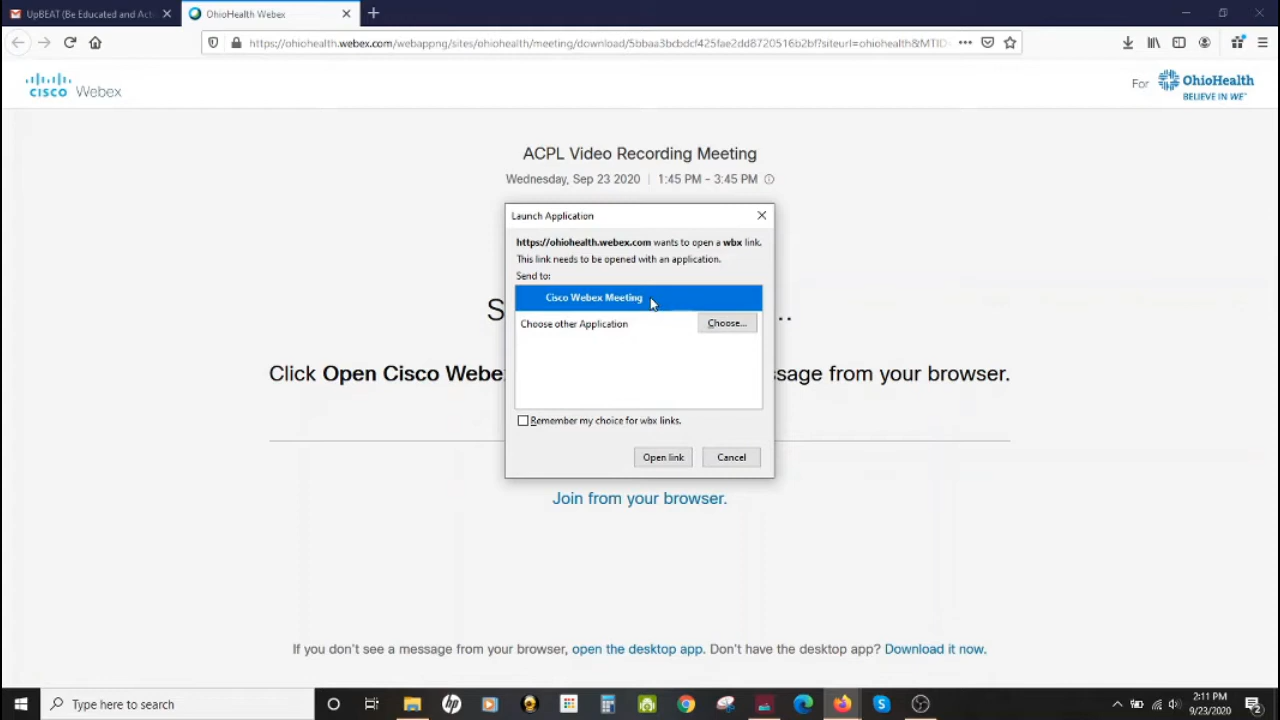 UpBEAT (Be Educated and Act
OhioHealth Webex
https://ohiohealth.webex.com/webappng/sites/ohiohealth/meeting/download/5bbaa3bcbdcf425fae2dd8720516b2bf?siteurl=ohiohealth&MTID
cisco Webex
For OhioHealth
BELIEVE IN WE℠
ACPL Video Recording Meeting
Wednesday, Sep 23 2020 | 1:45 PM - 3:45 PM
Launch Application
https://ohiohealth.webex.com wants to open a wbx link.
This link needs to be opened with an application.
Send to:
Cisco Webex Meeting
S ..
Choose other Application Choose...
Click Open Cisco Webe ssage from your browser.
Remember my choice for wbx links.
Open link Cancel
Join from your browser.
If you don't see a message from your browser, open the desktop app. Don't have the desktop app? Download it now.
Type here to search
hp
2:11 PM
9/23/2020
2